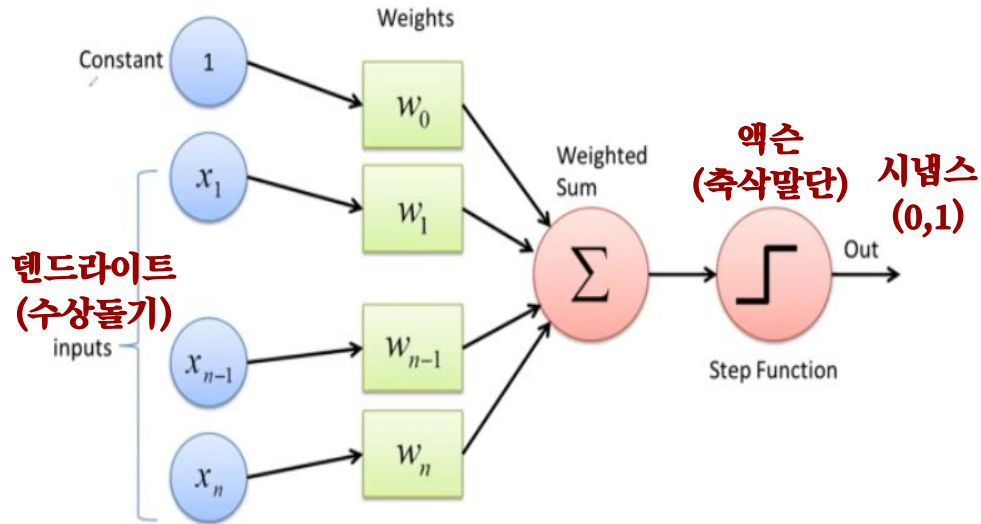 Weights
Constant
1
w0
x1
w1
Weighted
Sum
액슨
(축삭말단)
시냅스
(0,1)
덴드라이트
(수상돌기)
inputs
∑
Out
xn−1
wn−1
Step Function
xn
wn